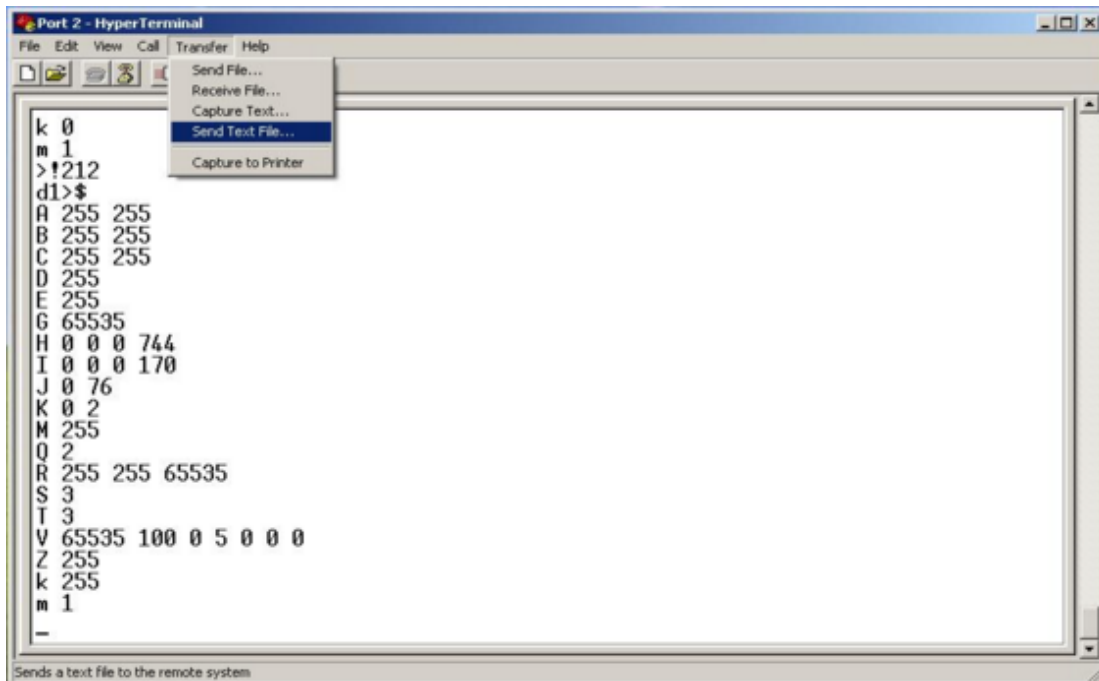 Port 2 - HyperTerminal
File Edit View Call Transfer Help
Send File...
Receive File...
Capture Text...
Send Text File...
Capture to Printer
k 0
m 1
>!212
d1>$
A 255 255
B 255 255
C 255 255
D 255
E 255
G 65535
H 0 0 0 744
I 0 0 0 170
J 0 76
K 0 2
M 255
Q 2
R 255 255 65535
S 3
T 3
V 65535 100 0 5 0 0 0
Z 255
k 255
m 1
_
Sends a text file to the remote system